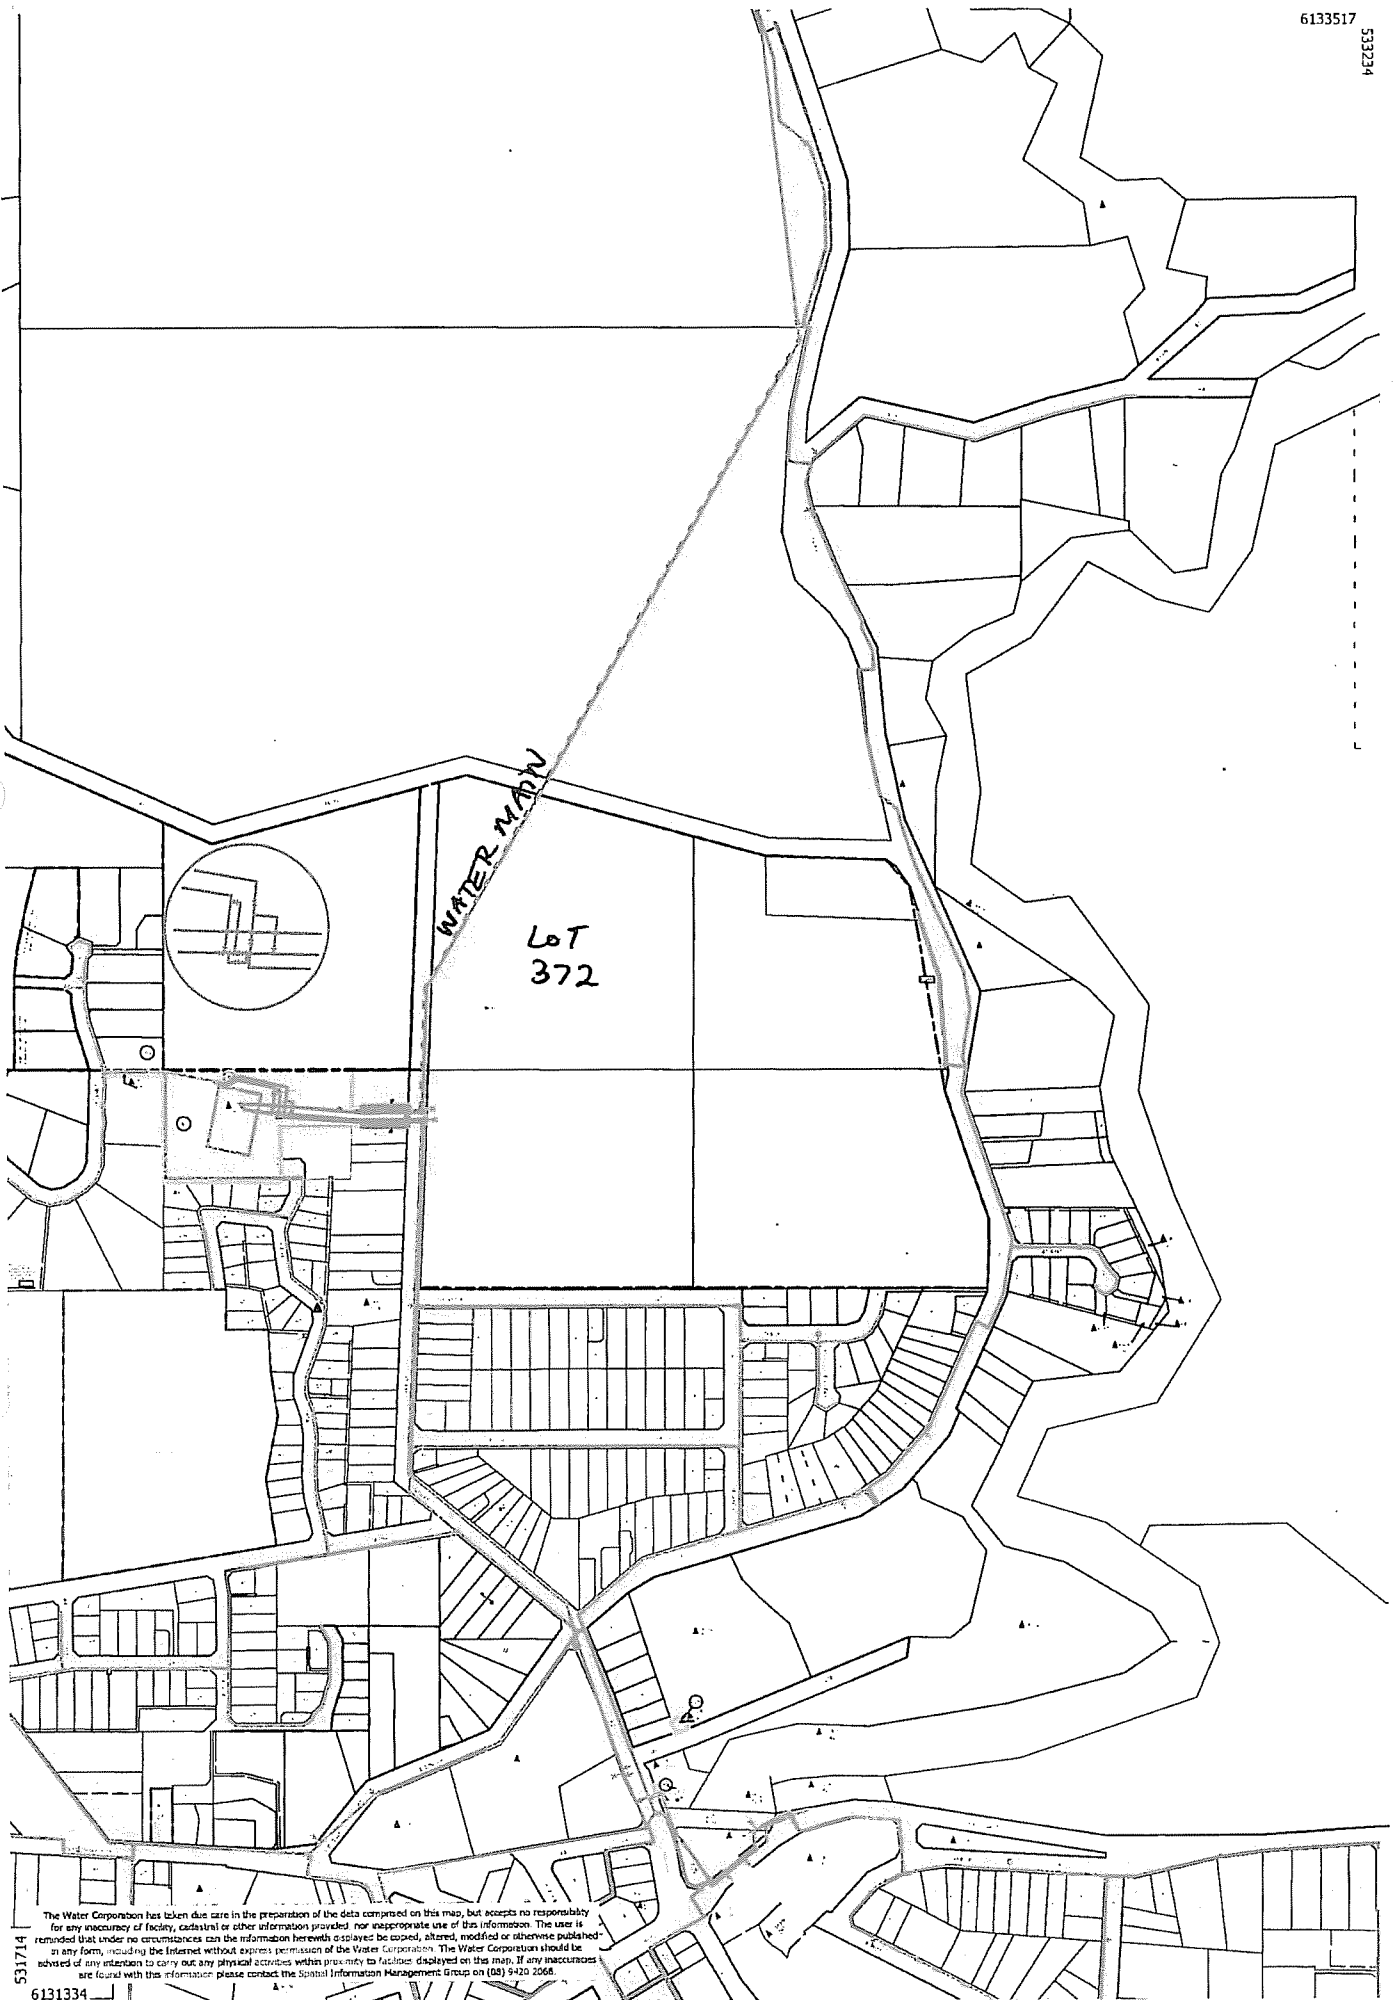 6133517
533234
WATER MAIN
LOT
372
The Water Corporation has taken due care in the preparation of the data comprised on this map, but accepts no responsibility
for any inaccuracy of facility, cadastral or other information provided, nor inappropriate use of this information. The user is
reminded that under no circumstances can the information herewith displayed be copied, altered, modified or otherwise published
in any form, including the Internet without express permission of the Water Corporation. The Water Corporation should be
advised of any intention to carry out any physical activities within proximity to facilities displayed on this map. If any inaccuracies
are found with this information please contact the Spatial Information Management Group on (08) 9420 2068.
531714
6131334